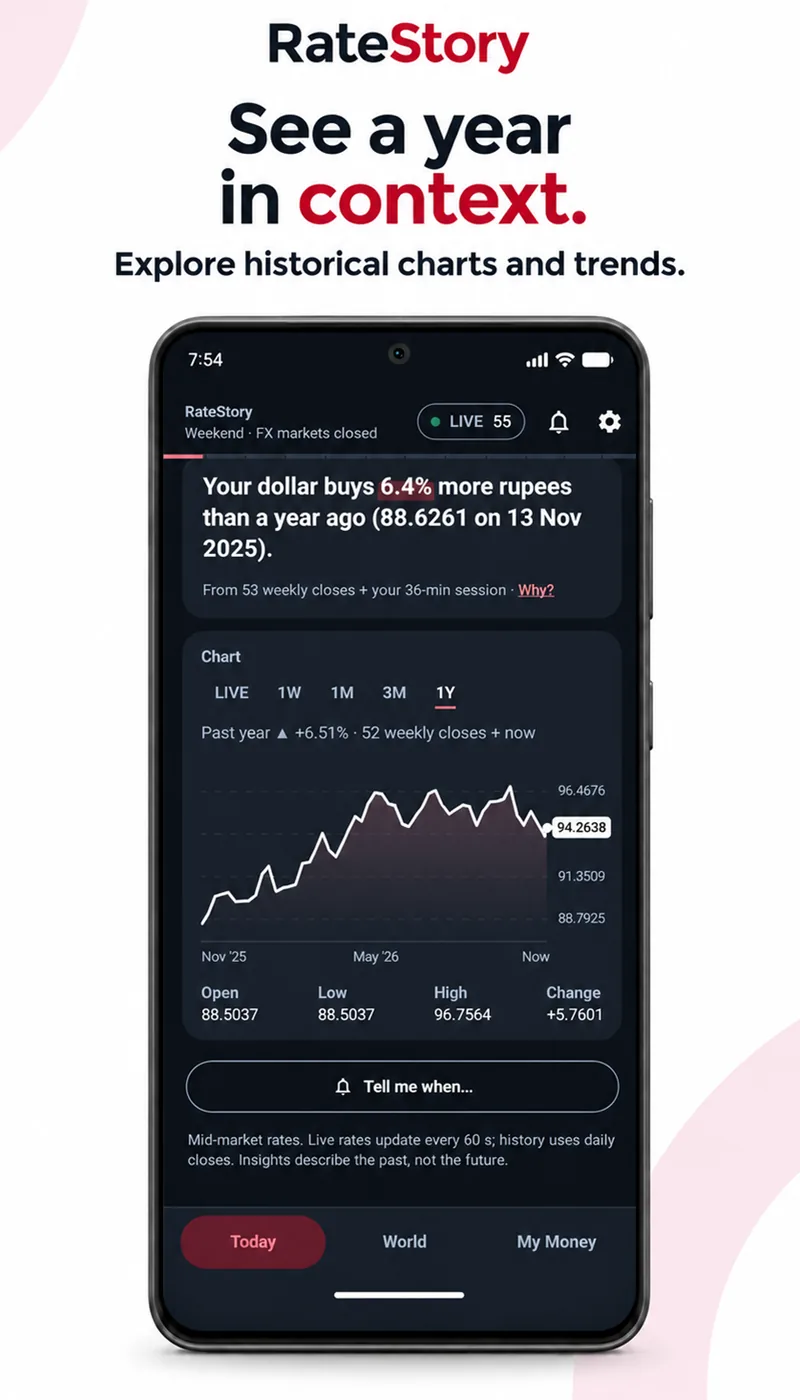 RateStory
See a year
in context.
Explore historical charts and trends.
7:54
RateStory
Weekend · FX markets closed
LIVE 55
Your dollar buys 6.4% more rupees
than a year ago (88.6261 on 13 Nov
2025).
From 53 weekly closes + your 36-min session · Why?
Chart
LIVE 1W 1M 3M 1Y
Past year ▲ +6.51% · 52 weekly closes + now
96.4676
94.2638
91.3509
88.7925
Nov '25 May '26 Now
Open Low High Change
88.5037 88.5037 96.7564 +5.7601
Tell me when...
Mid-market rates. Live rates update every 60 s; history uses daily
closes. Insights describe the past, not the future.
Today World My Money